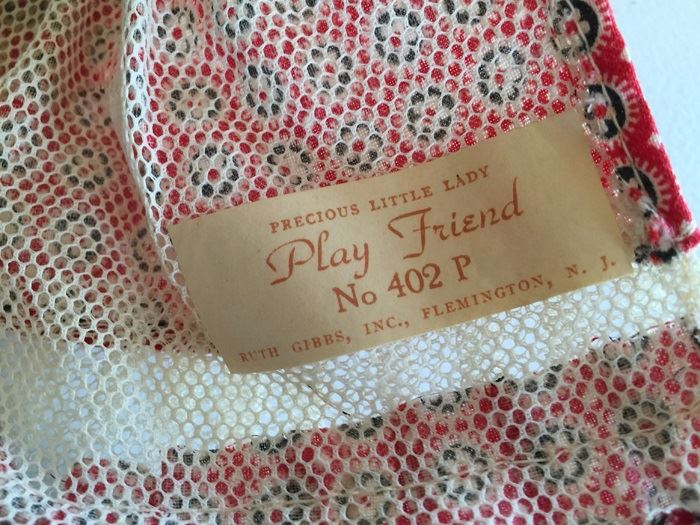 PRECIOUS LITTLE LADY
Play Friend
No 402 P
RUTH GIBBS, INC., FLEMINGTON, N. J.